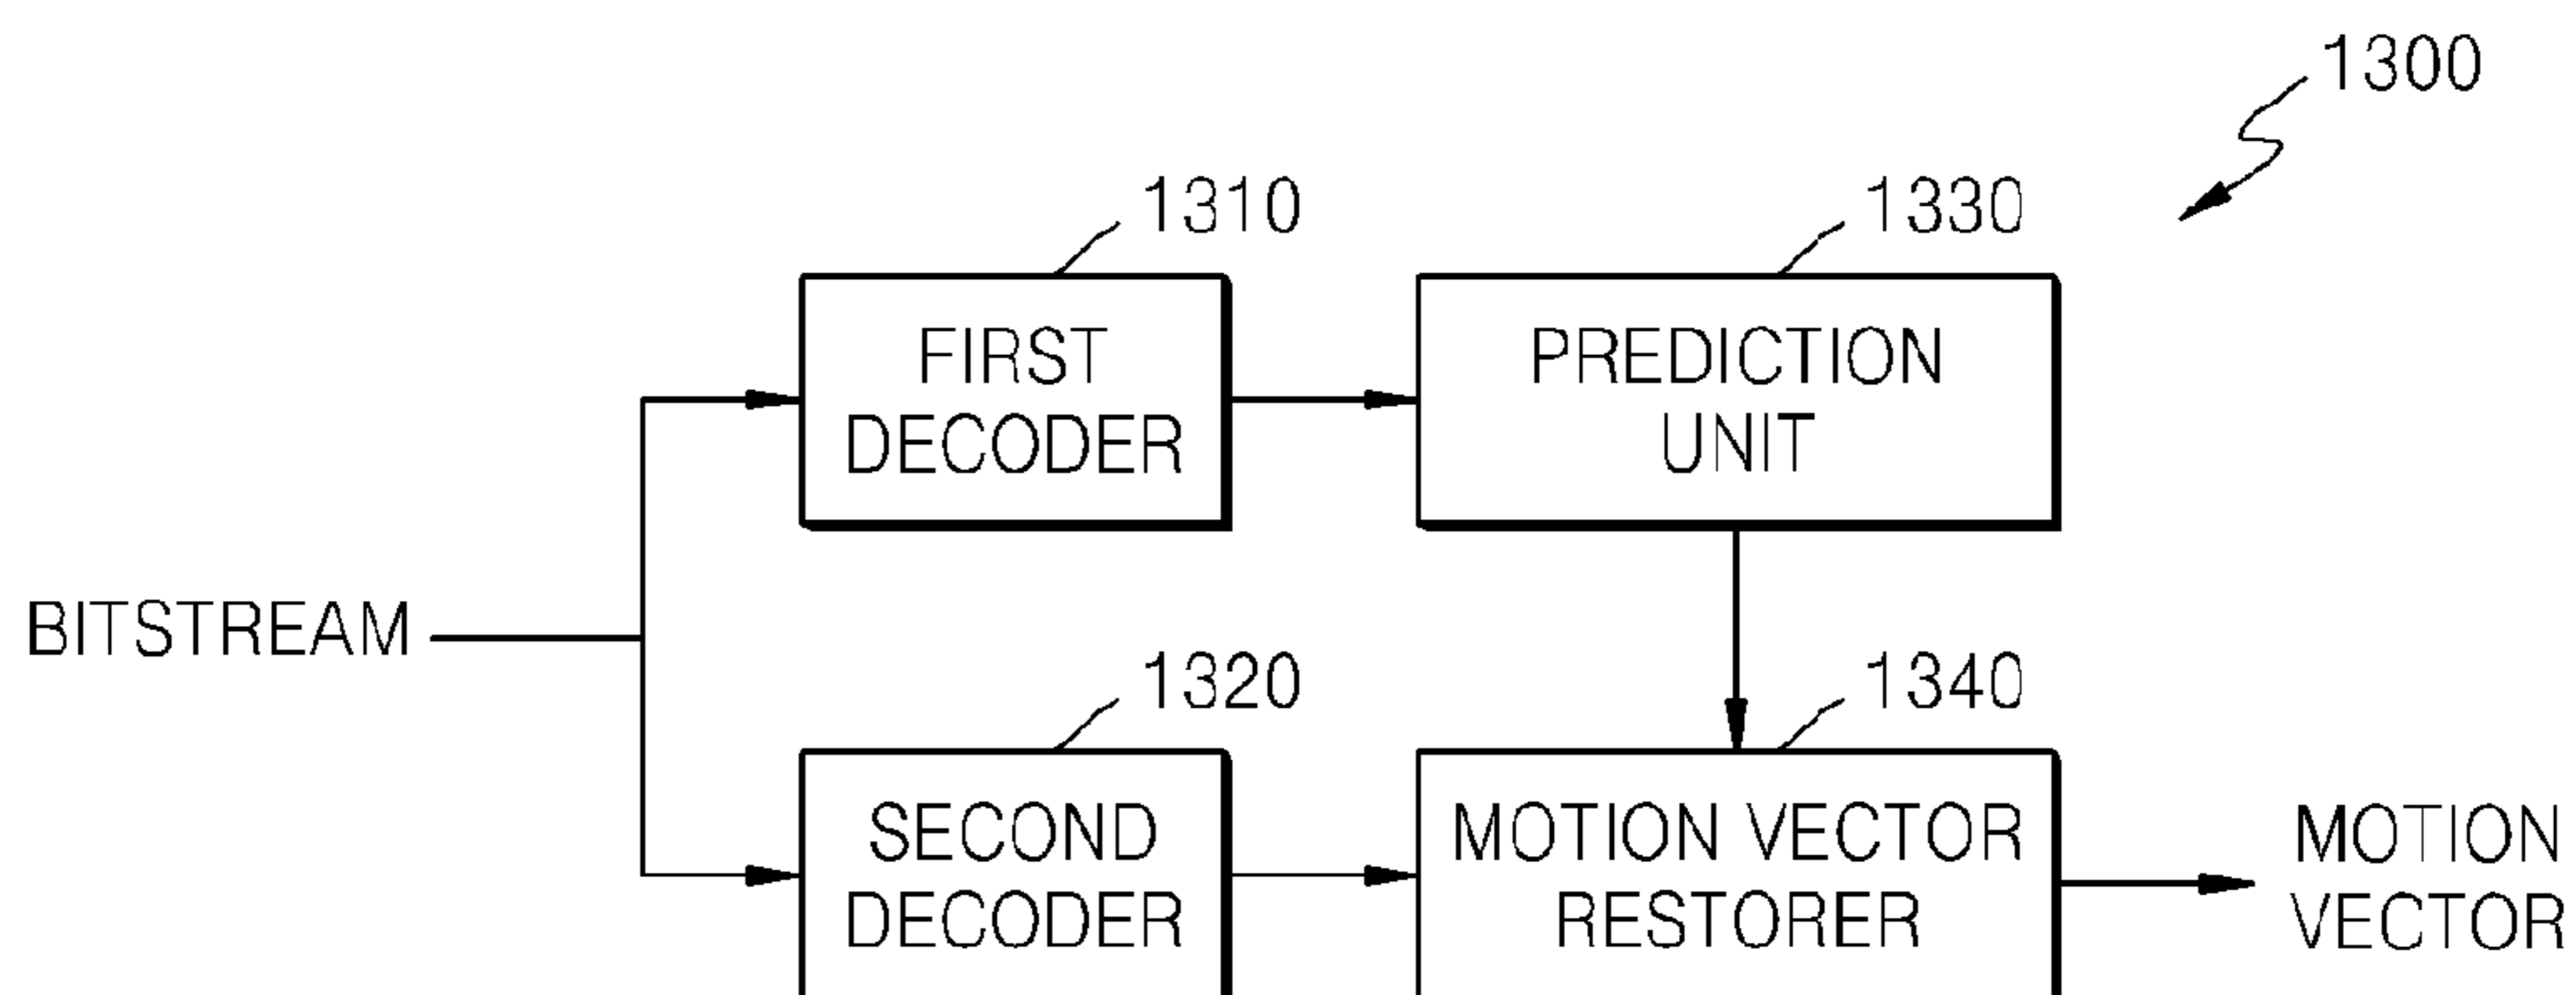 1300
1310
1330
FIRST
DECODER
PREDICTION
UNIT
BITSTREAM
1320
1340
SECOND
DECODER
MOTION VECTOR
RESTORER
MOTION
VECTOR